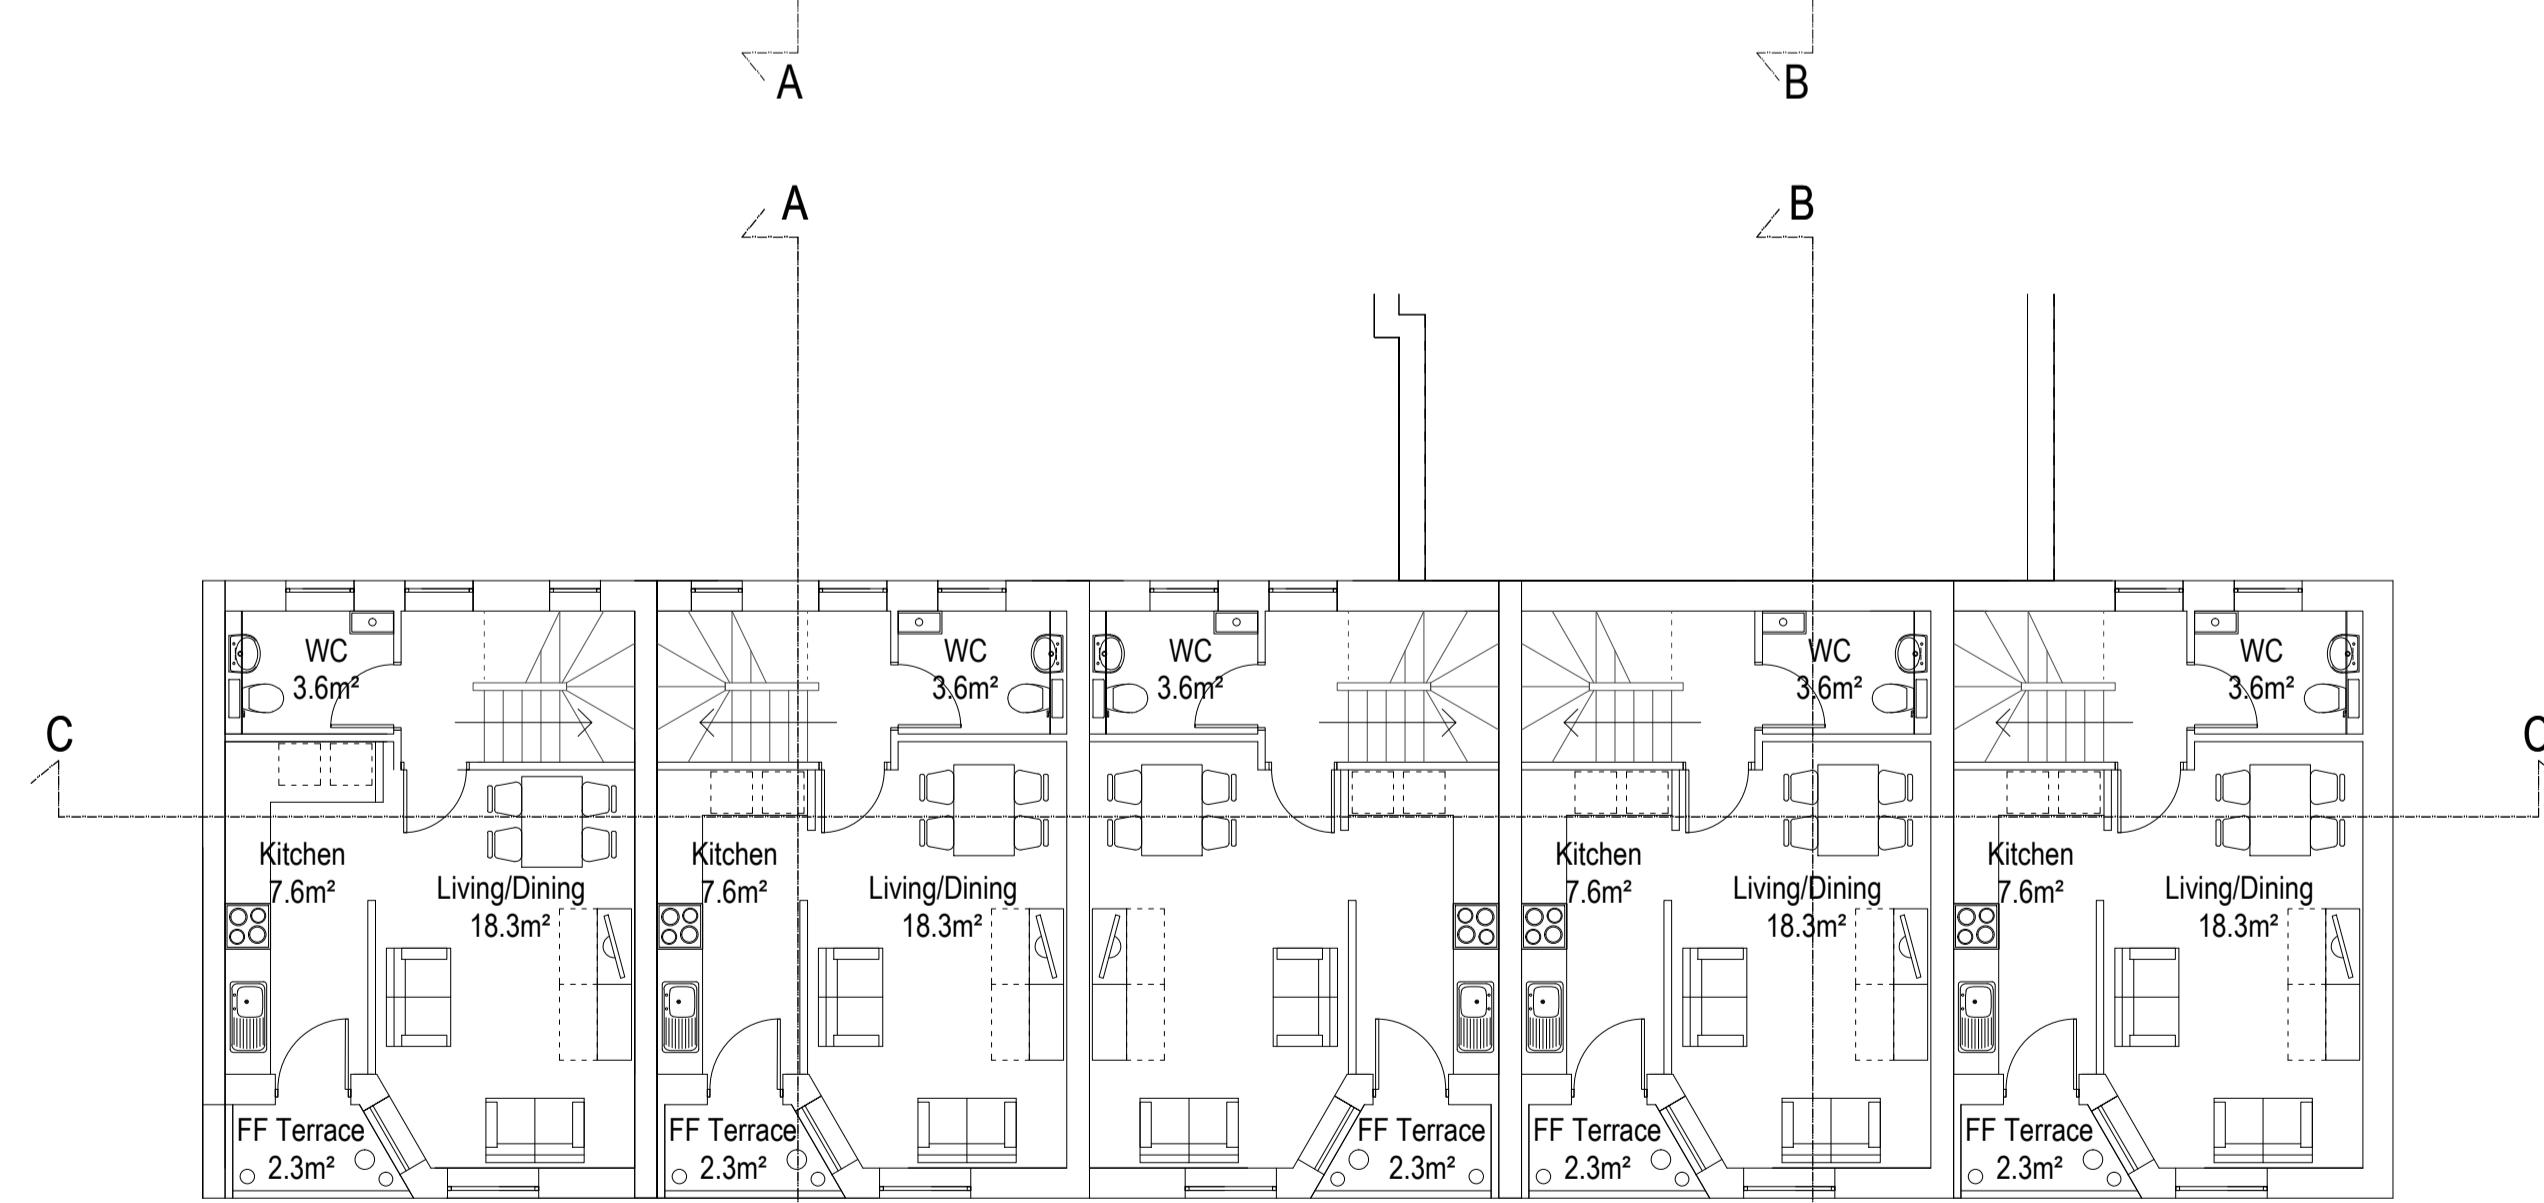 A
B
A
B
WC
3.6m²
WC
3.6m²
WC
3.6m²
WC
3.6m²
WC
3.6m²
C
C
Kitchen
7.6m²
Living/Dining
18.3m²
Kitchen
7.6m²
Living/Dining
18.3m²
Kitchen
7.6m²
Living/Dining
18.3m²
Kitchen
7.6m²
Living/Dining
18.3m²
FF Terrace
2.3m²
FF Terrace
2.3m²
FF Terrace
2.3m²
FF Terrace
2.3m²
FF Terrace
2.3m²